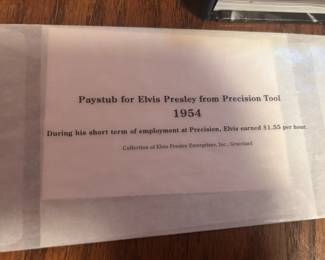 Paystub for Elvis Presley from Precision Tool
1954
During his short term of employment at Precision, Elvis earned $1.55 per hour.
Collection of Elvis Presley Enterprises, Inc., Graceland